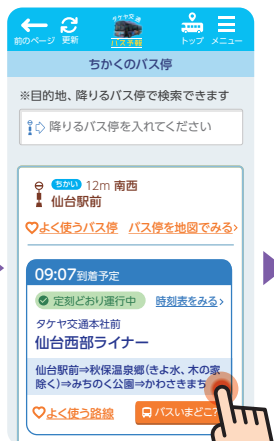 タケヤ交通
前のページ 更新 バス予報 トップ メニュー
ちかくのバス停
※目的地、降りるバス停で検索できます
降りるバス停を入れてください
ちかい 12m 南西
仙台駅前
よく使うバス停 バス停を地図でみる›
09:07到着予定
定刻どおり運行中 時刻表をみる›
タケヤ交通本社前
仙台西部ライナー
仙台駅前⇒秋保温泉郷(きよ水、木の家
除く)⇒みちのく公園⇒かわさきまち
よく使う路線 バスいまどこ?